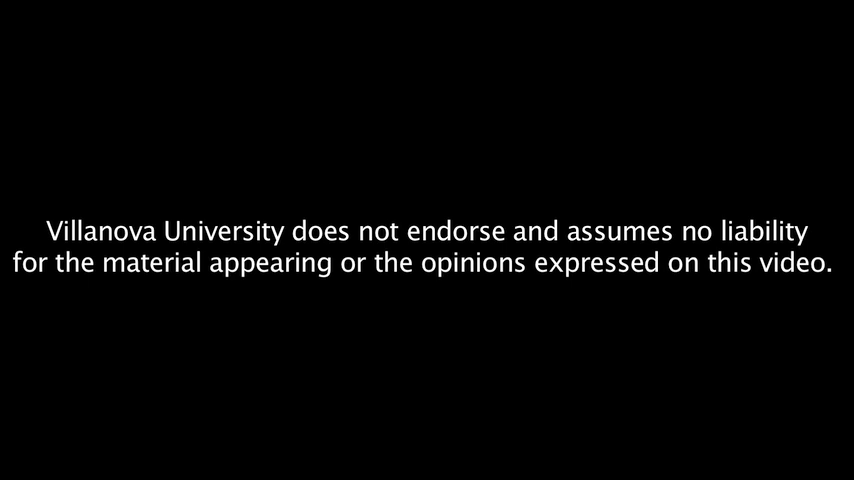 Villanova University does not endorse and assumes no liability
for the material appearing or the opinions expressed on this video.